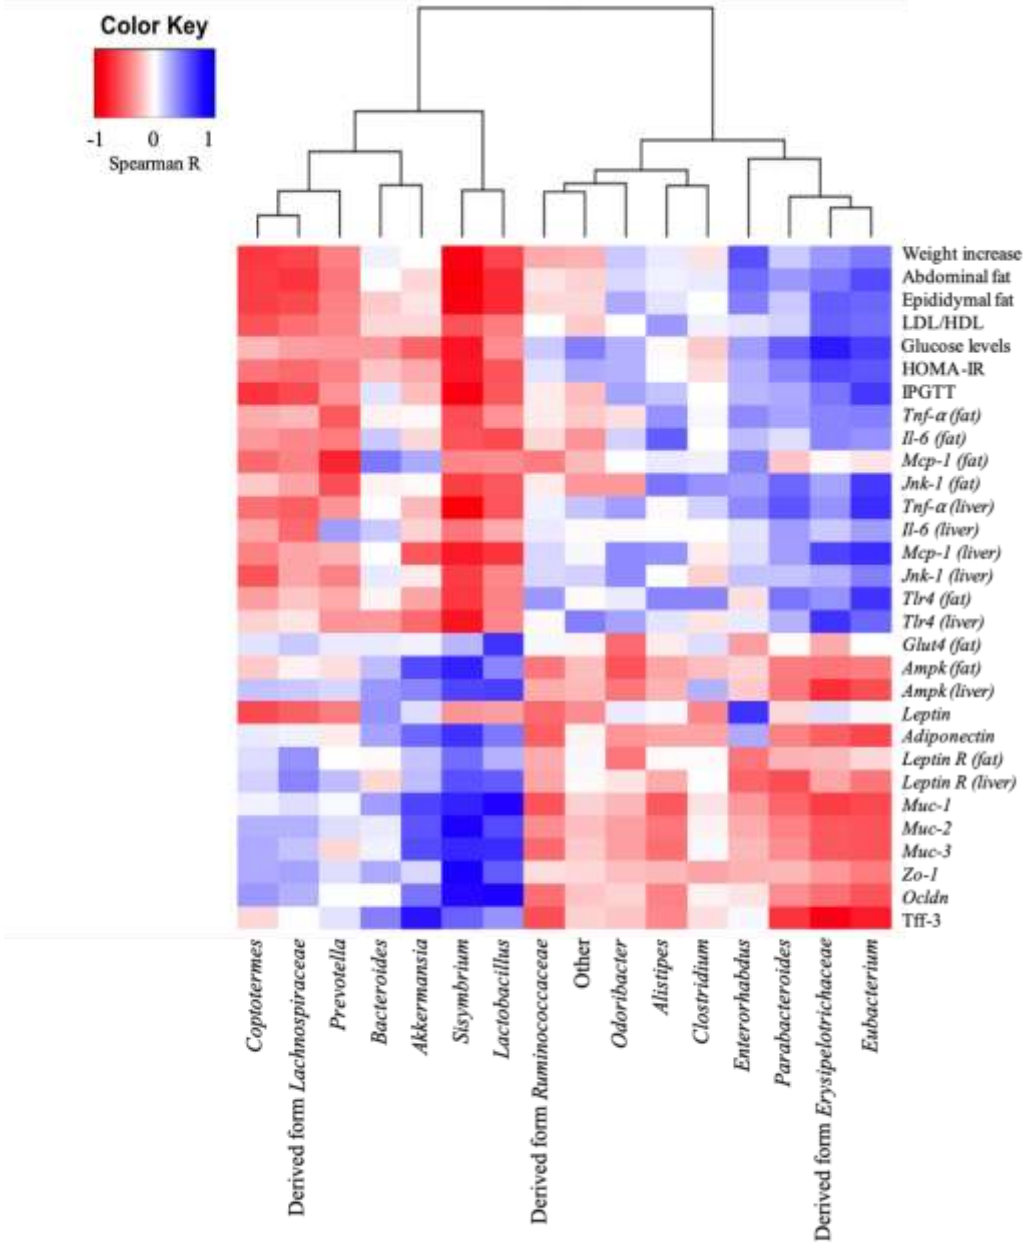 Color Key
-1 0 1
Spearman R
Weight increase
Abdominal fat
Epididymal fat
LDL/HDL
Glucose levels
HOMA-IR
IPGTT
Tnf-α (fat)
Il-6 (fat)
Mcp-1 (fat)
Jnk-1 (fat)
Tnf-α (liver)
Il-6 (liver)
Mcp-1 (liver)
Jnk-1 (liver)
Tlr4 (fat)
Tlr4 (liver)
Glut4 (fat)
Ampk (fat)
Ampk (liver)
Leptin
Adiponectin
Leptin R (fat)
Leptin R (liver)
Muc-1
Muc-2
Muc-3
Zo-1
Ocldn
Tff-3
Coptotermes
Derived form Lachnospiraceae
Prevotella
Bacteroides
Akkermansia
Sisymbrium
Lactobacillus
Derived form Ruminococcaceae
Other
Odoribacter
Alistipes
Clostridium
Enterorhabdus
Parabacteroides
Derived form Erysipelotrichaceae
Eubacterium